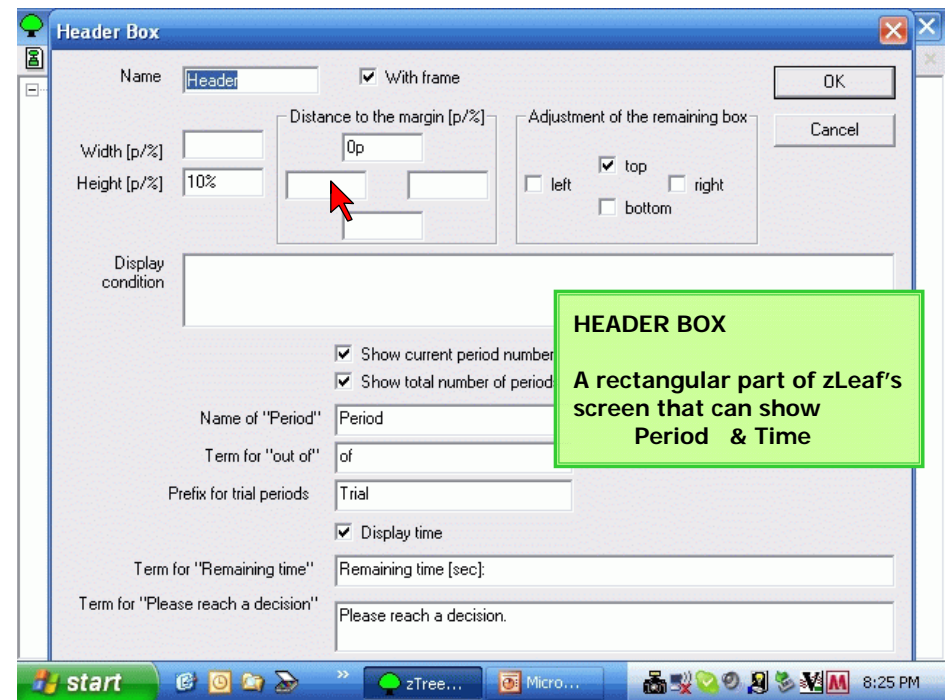 Header Box
Name Header With frame OK
Distance to the margin [p/%] Adjustment of the remaining box Cancel
Width [p/%] 0p top
Height [p/%] 10% left right
bottom
Display
condition
HEADER BOX
A rectangular part of zLeaf's
screen that can show
Period & Time
Show current period number
Show total number of period
Name of "Period" Period
Term for "out of" of
Prefix for trial periods Trial
Display time
Term for "Remaining time" Remaining time [sec]:
Term for "Please reach a decision" Please reach a decision.
start zTree... Micro... 8:25 PM